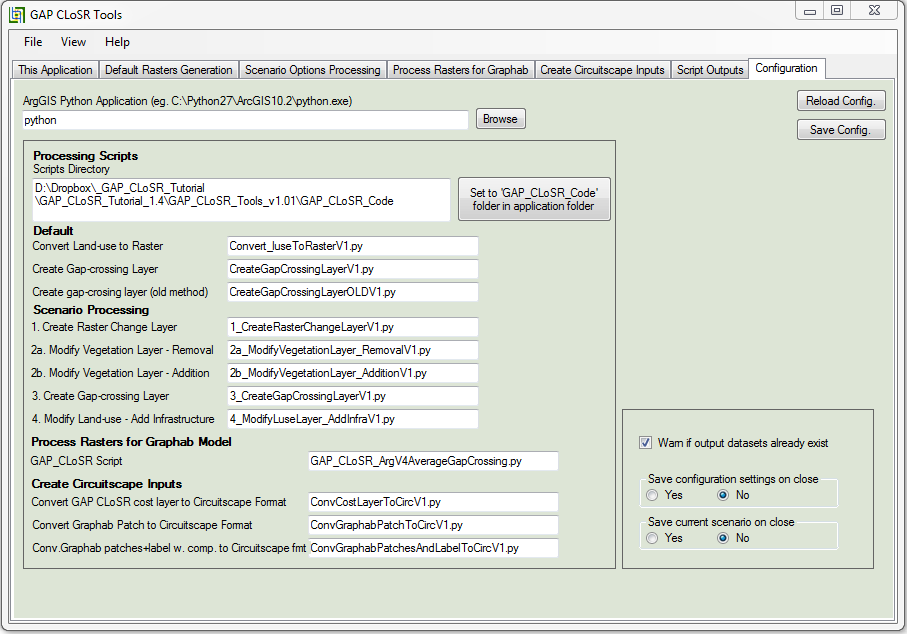 GAP CLoSR Tools
File View Help
This Application Default Rasters Generation Scenario Options Processing Process Rasters for Graphab Create Circuitscape Inputs Script Outputs Configuration
ArgGIS Python Application (eg. C:\Python27\ArcGIS10.2\python.exe)
python
Browse
Reload Config.
Save Config.
Processing Scripts
Scripts Directory
D:\Dropbox\_GAP_CLoSR_Tutorial
\GAP_CLoSR_Tutorial_1.4\GAP_CLoSR_Tools_v1.01\GAP_CLoSR_Code
Set to 'GAP_CLoSR_Code'
folder in application folder
Default
Convert Land-use to Raster Convert_luseToRasterV1.py
Create Gap-crossing Layer CreateGapCrossingLayerV1.py
Create gap-crosing layer (old method) CreateGapCrossingLayerOLDV1.py
Scenario Processing
1. Create Raster Change Layer 1_CreateRasterChangeLayerV1.py
2a. Modify Vegetation Layer - Removal 2a_ModifyVegetationLayer_RemovalV1.py
2b. Modify Vegetation Layer - Addition 2b_ModifyVegetationLayer_AdditionV1.py
3. Create Gap-crossing Layer 3_CreateGapCrossingLayerV1.py
4. Modify Land-use - Add Infrastructure 4_ModifyLuseLayer_AddInfraV1.py
Process Rasters for Graphab Model
GAP_CLoSR Script GAP_CLoSR_ArgV4AverageGapCrossing.py
Create Circuitscape Inputs
Convert GAP CLoSR cost layer to Circuitscape Format ConvCostLayerToCircV1.py
Convert Graphab Patch to Circuitscape Format ConvGraphabPatchToCircV1.py
Conv.Graphab patches+label w. comp. to Circuitscape fmt ConvGraphabPatchesAndLabelToCircV1.py
Warn if output datasets already exist
Save configuration settings on close
Yes No
Save current scenario on close
Yes No